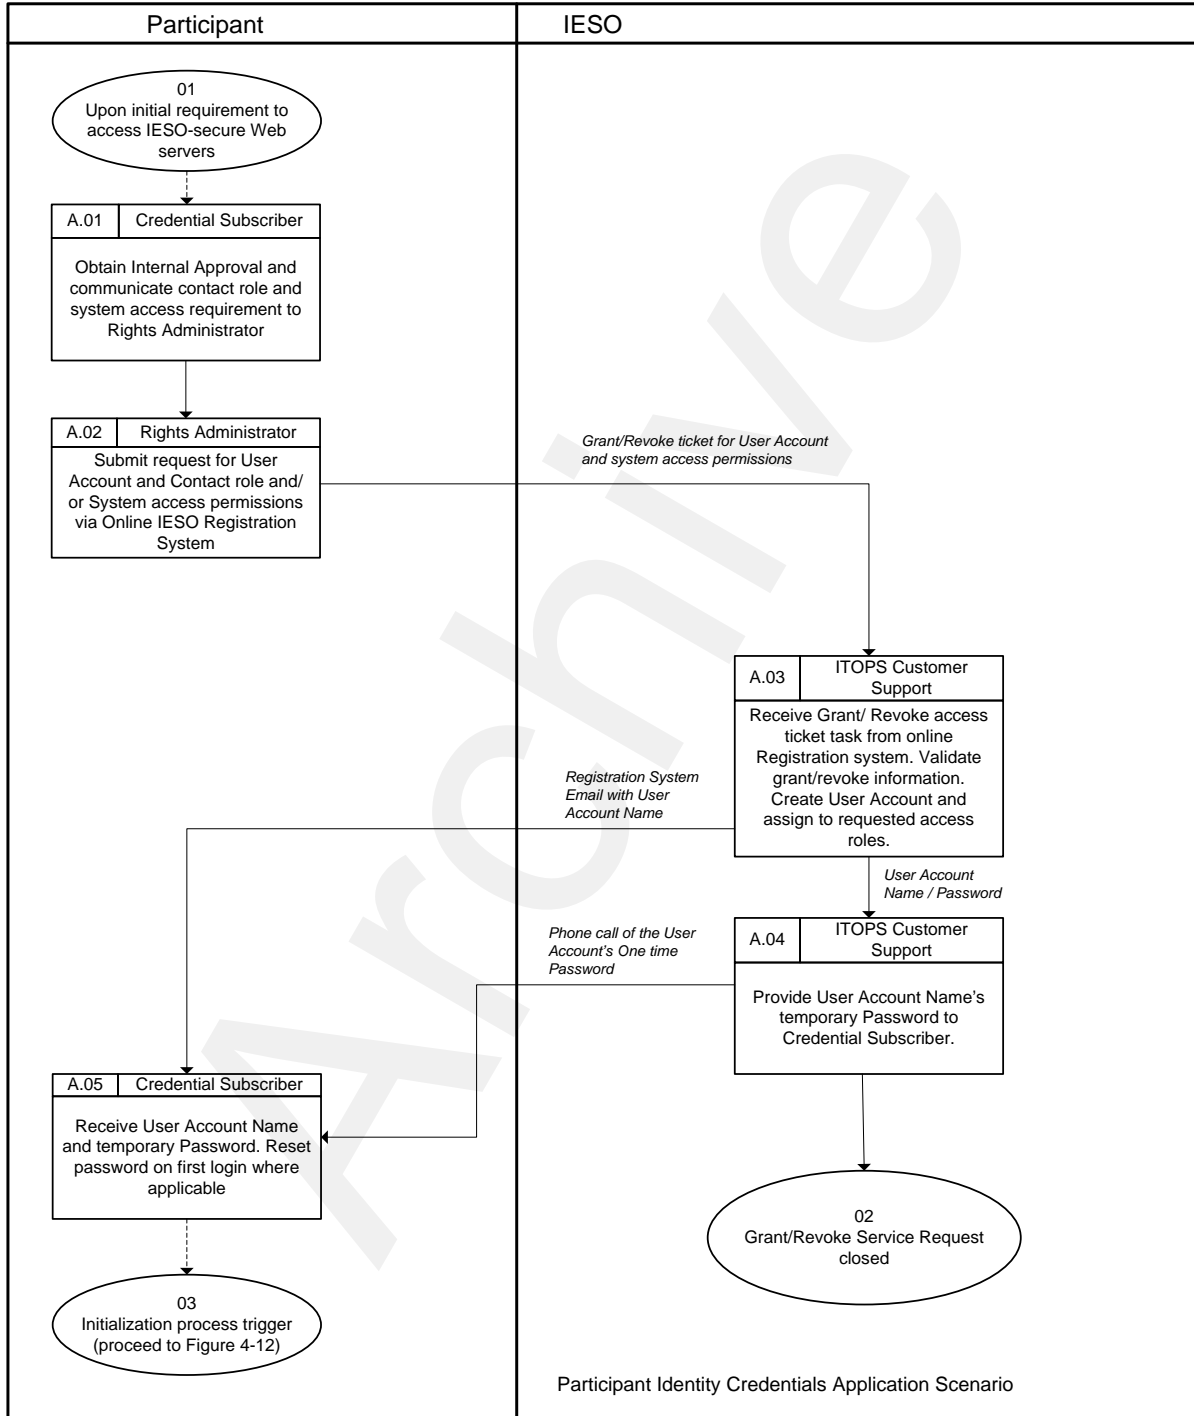 Participant
IESO
01
Upon initial requirement to
access IESO-secure Web
servers
A.01
Credential Subscriber
Obtain Internal Approval and
communicate contact role and
system access requirement to
Rights Administrator
A.02
Rights Administrator
Submit request for User
Account and Contact role and/
or System access permissions
via Online IESO Registration
System
Grant/Revoke ticket for User Account
and system access permissions
A.03
ITOPS Customer
Support
Receive Grant/ Revoke access
ticket task from online
Registration system. Validate
grant/revoke information.
Create User Account and
assign to requested access
roles.
Registration System
Email with User
Account Name
User Account
Name / Password
A.04
ITOPS Customer
Support
Provide User Account Name's
temporary Password to
Credential Subscriber.
Phone call of the User
Account's One time
Password
A.05
Credential Subscriber
Receive User Account Name
and temporary Password. Reset
password on first login where
applicable
02
Grant/Revoke Service Request
closed
03
Initialization process trigger
(proceed to Figure 4-12)
Participant Identity Credentials Application Scenario
Archive